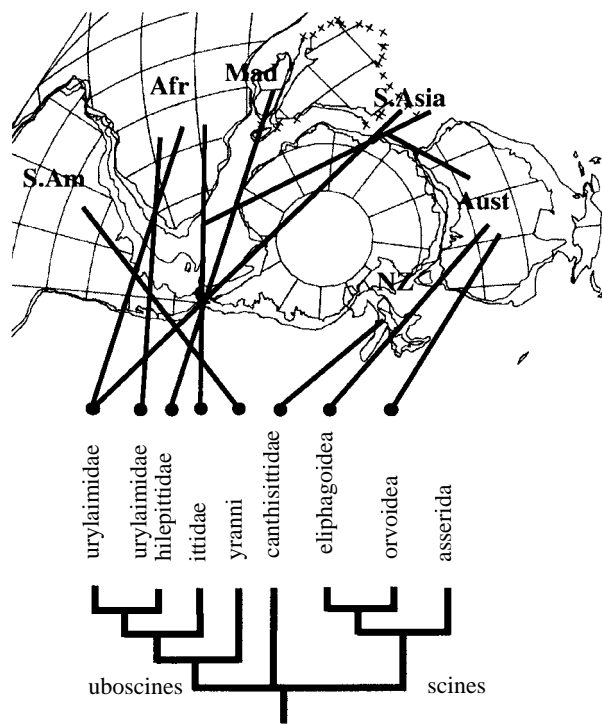 Mad
Afr
S.Asia
S.Am
Aust
NZ
urylaimidae
urylaimidae
hilepittidae
ittidae
yranni
canthisittidae
eliphagoidea
orvoidea
asserida
uboscines
scines